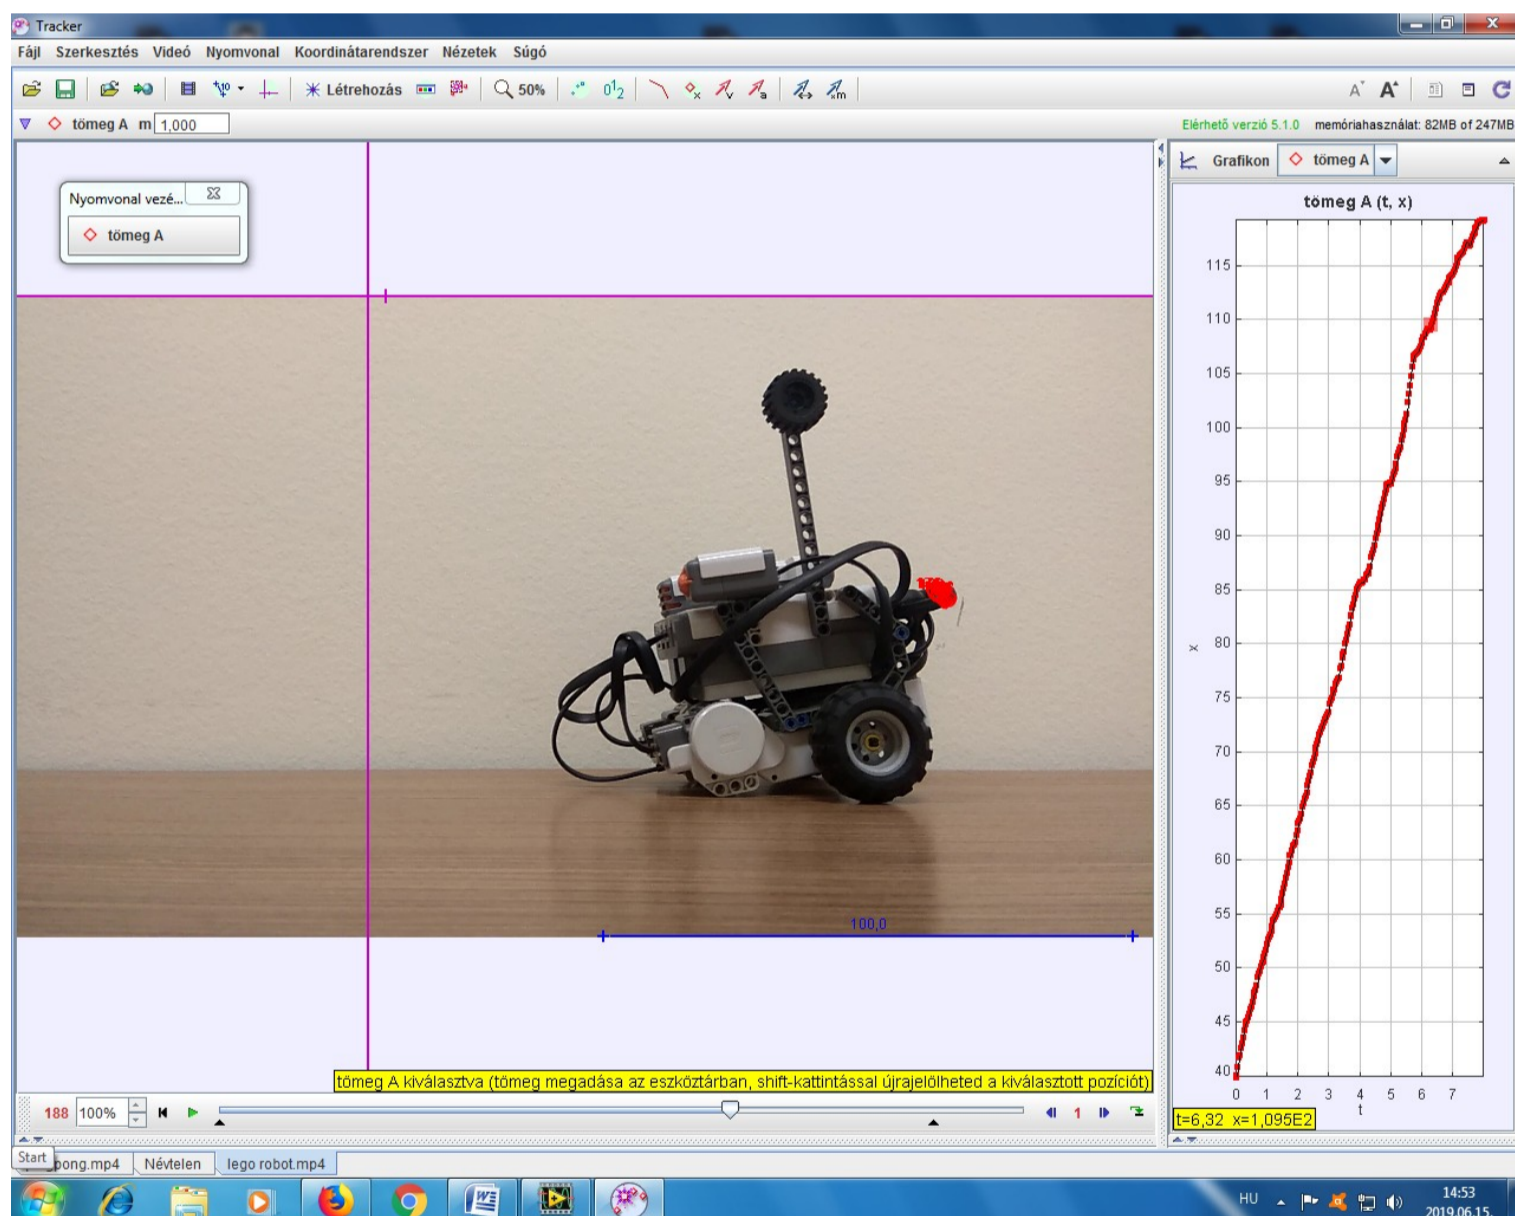 Tracker
Fájl Szerkesztés Videó Nyomvonal Koordinátarendszer Nézetek Súgó
Létrehozás 50%
tömeg A m 1,000
Elérhető verzió 5.1.0 memóriahasználat: 82MB of 247MB
Nyomvonal vezé...
tömeg A
100,0
tömeg A kiválasztva (tömeg megadása az eszköztárban, shift-kattintással újrajelölheted a kiválasztott pozíciót)
188 100% 1
Grafikon tömeg A
tömeg A (t, x)
115
110
105
100
95
90
85
80
x
75
70
65
60
55
50
45
40
0 1 2 3 4 5 6 7
t
t=6,32 x=1,095E2
Start
pong.mp4 Névtelen lego robot.mp4
HU 14:53
2019.06.15.